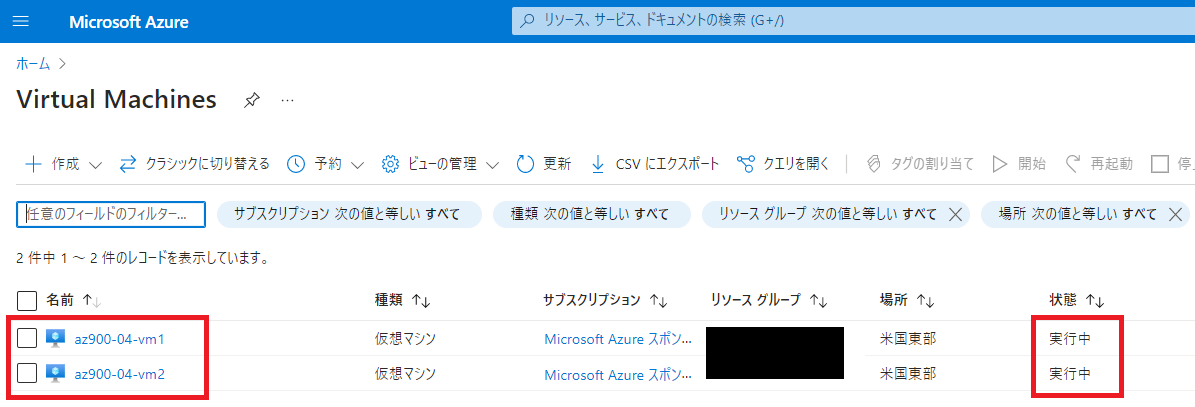 Microsoft Azure リソース、サービス、ドキュメントの検索 (G+/)
ホーム
Virtual Machines
作成 クラシックに切り替える 予約 ビューの管理 更新 CSV にエクスポート クエリを開く タグの割り当て 開始 再起動
任意のフィールドのフィルター... サブスクリプション 次の値と等しい すべて 種類 次の値と等しい すべて リソース グループ 次の値と等しい すべて 場所 次の値と等しい すべて
2 件中 1 ～ 2 件のレコードを表示しています。
名前 ↑↓ 種類 ↑↓ サブスクリプション ↑↓ リソース グループ ↑↓ 場所 ↑↓ 状態 ↑↓
az900-04-vm1 仮想マシン Microsoft Azure スポン... 米国東部 実行中
az900-04-vm2 仮想マシン Microsoft Azure スポン... 米国東部 実行中